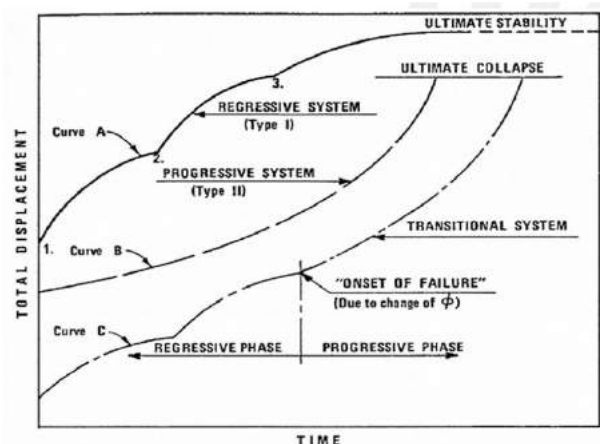 ULTIMATE STABILITY
ULTIMATE COLLAPSE
3.
REGRESSIVE SYSTEM
(Type I)
Curve A
2.
PROGRESSIVE SYSTEM
(Type II)
TRANSITIONAL SYSTEM
1.
Curve B
"ONSET OF FAILURE"
(Due to change of ϕ)
Curve C
REGRESSIVE PHASE
PROGRESSIVE PHASE
TOTAL DISPLACEMENT
TIME